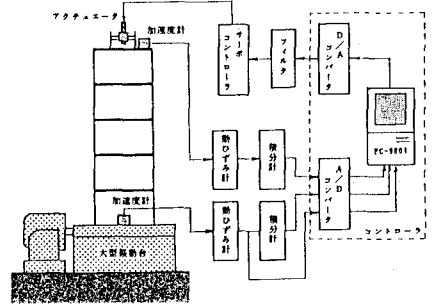 アクチュエータ
加速度計
サーボコントローラ
フィルタ
D/Aコンバータ
PC-9801
動ひずみ計
積分計
A/Dコンバータ
加速度計
動ひずみ計
積分計
コントローラ
大型振動台